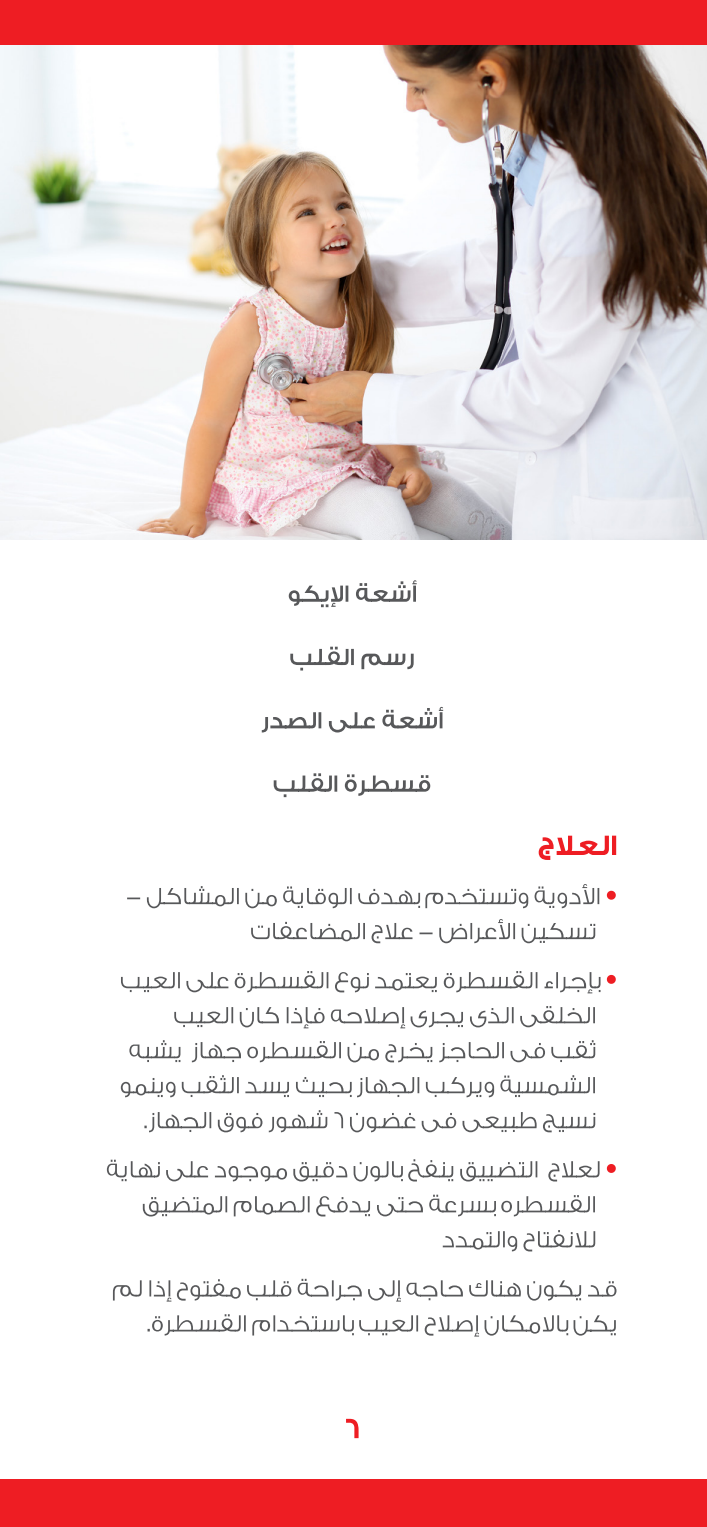 أشعة الإيكو
رسم القلب
أشعة على الصدر
قسطرة القلب
العلاج
• الأدوية وتستخدم بهدف الوقاية من المشاكل –
تسكين الأعراض – علاج المضاعفات
• بإجراء القسطرة يعتمد نوع القسطرة على العيب
الخلقى الذى يجرى إصلاحه فإذا كان العيب
ثقب فى الحاجز يخرج من القسطره جهاز يشبه
الشمسية ويركب الجهاز بحيث يسد الثقب وينمو
نسيج طبيعى فى غضون ٦ شهور فوق الجهاز.
• لعلاج التضييق ينفخ بالون دقيق موجود على نهاية
القسطره بسرعة حتى يدفع الصمام المتضيق
للانفتاح والتمدد
قد يكون هناك حاجه إلى جراحة قلب مفتوح إذا لم
يكن بالامكان إصلاح العيب باستخدام القسطرة.
٦